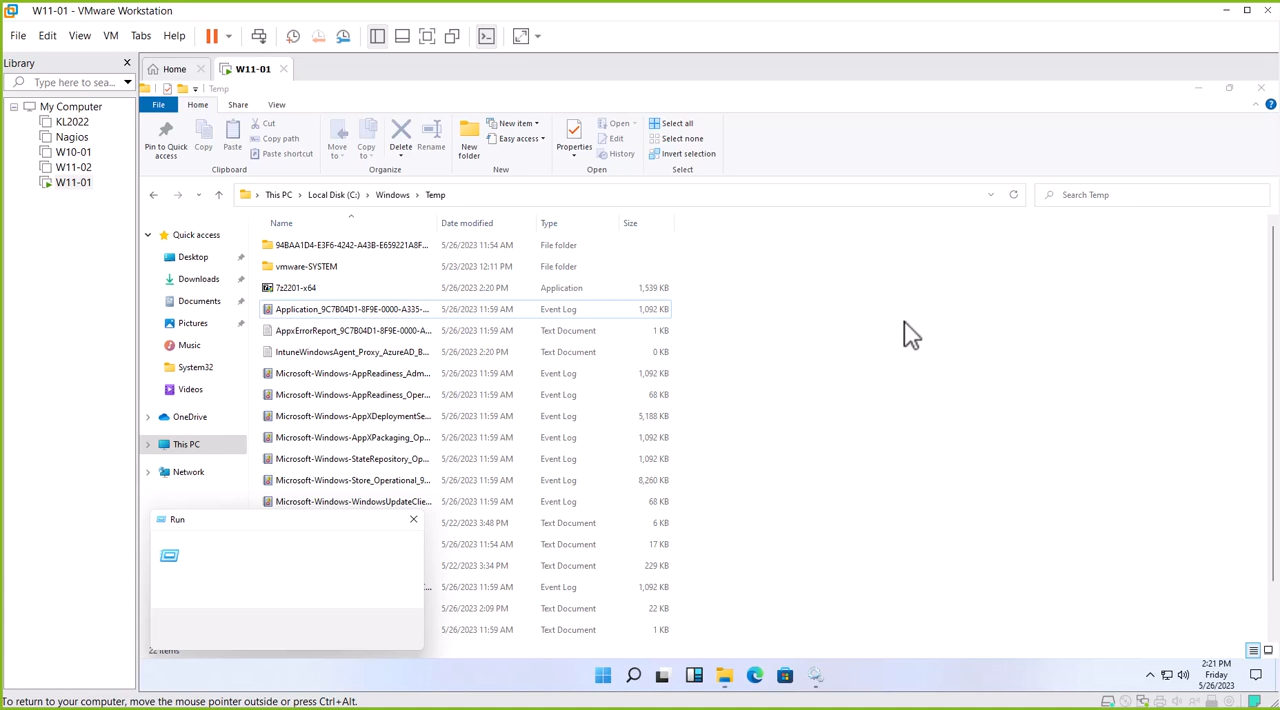 W11-01 - VMware Workstation
File Edit View VM Tabs Help
Library
Type here to sea...
My Computer
KL2022
Nagios
W10-01
W11-02
W11-01
Home
W11-01
Temp
File Home Share View
Pin to Quick access
Copy
Paste
Cut
Copy path
Paste shortcut
Clipboard
Move to
Copy to
Delete
Rename
Organize
New folder
New item
Easy access
New
Properties
Open
Edit
History
Open
Select all
Select none
Invert selection
Select
This PC > Local Disk (C:) > Windows > Temp
Search Temp
Quick access
Desktop
Downloads
Documents
Pictures
Music
System32
Videos
OneDrive
This PC
Network
Name Date modified Type Size
94BAA1D4-E3F6-4242-A43B-E659221A8F... 5/26/2023 11:54 AM File folder
vmware-SYSTEM 5/23/2023 12:11 PM File folder
7z2201-x64 5/26/2023 2:20 PM Application 1,539 KB
Application_9C7B04D1-8F9E-0000-A335-... 5/26/2023 11:59 AM Event Log 1,092 KB
AppxErrorReport_9C7B04D1-8F9E-0000-A... 5/26/2023 11:59 AM Text Document 1 KB
IntuneWindowsAgent_Proxy_AzureAD_B... 5/26/2023 2:20 PM Text Document 0 KB
Microsoft-Windows-AppReadiness_Adm... 5/26/2023 11:59 AM Event Log 1,092 KB
Microsoft-Windows-AppReadiness_Oper... 5/26/2023 11:59 AM Event Log 68 KB
Microsoft-Windows-AppXDeploymentSe... 5/26/2023 11:59 AM Event Log 5,188 KB
Microsoft-Windows-AppXPackaging_Op... 5/26/2023 11:59 AM Event Log 1,092 KB
Microsoft-Windows-StateRepository_Op... 5/26/2023 11:59 AM Event Log 1,092 KB
Microsoft-Windows-Store_Operational_9... 5/26/2023 11:59 AM Event Log 8,260 KB
Microsoft-Windows-WindowsUpdateClie... 5/26/2023 11:59 AM Event Log 68 KB
5/22/2023 3:48 PM Text Document 6 KB
5/26/2023 11:54 AM Text Document 17 KB
5/22/2023 3:34 PM Text Document 229 KB
C... 5/26/2023 11:59 AM Event Log 1,092 KB
5/26/2023 2:09 PM Text Document 22 KB
5/26/2023 11:59 AM Text Document 1 KB
Run
22 items
2:21 PM
Friday
5/26/2023
To return to your computer, move the mouse pointer outside or press Ctrl+Alt.